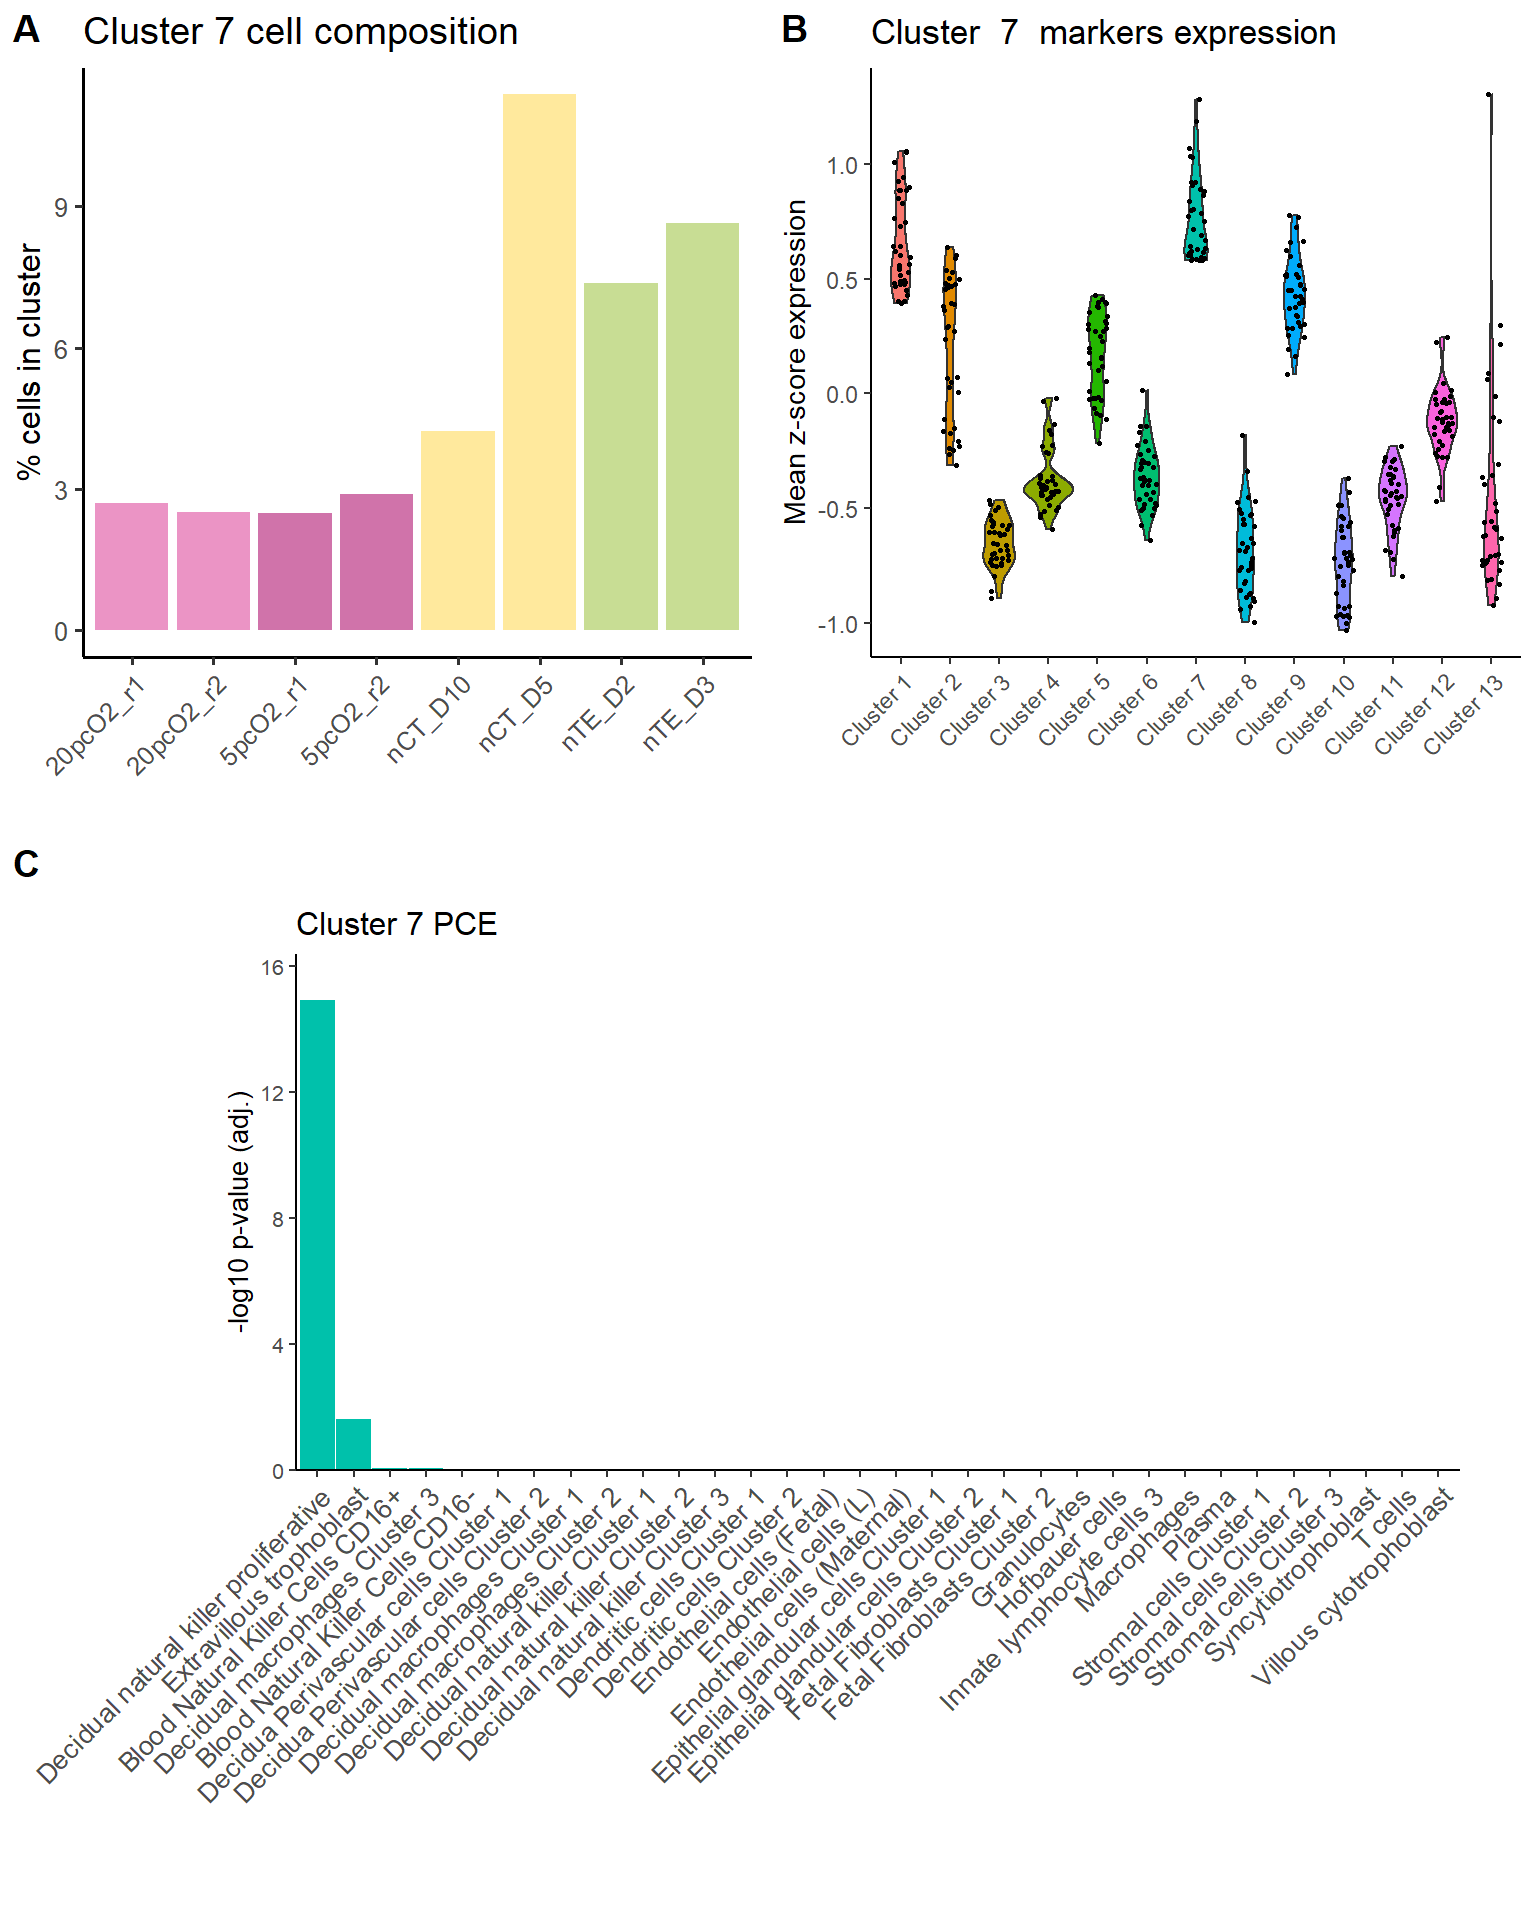 A
Cluster 7 cell composition
% cells in cluster
9
6
3
0
20pcO2_r1
20pcO2_r2
5pcO2_r1
5pcO2_r2
nCT_D10
nCT_D5
nTE_D2
nTE_D3
B
Cluster 7 markers expression
Mean z-score expression
1.0
0.5
0.0
-0.5
-1.0
Cluster 1
Cluster 2
Cluster 3
Cluster 4
Cluster 5
Cluster 6
Cluster 7
Cluster 8
Cluster 9
Cluster 10
Cluster 11
Cluster 12
Cluster 13
C
Cluster 7 PCE
-log10 p-value (adj.)
16
12
8
4
0
Decidual natural killer proliferative
Extravillous trophoblast
Blood Natural Killer Cells CD16+
Decidual macrophages Cluster 3
Blood Natural Killer Cells CD16-
Decidua Perivascular cells Cluster 1
Decidua Perivascular cells Cluster 2
Decidual macrophages Cluster 1
Decidual macrophages Cluster 2
Decidual natural killer Cluster 1
Decidual natural killer Cluster 2
Decidual natural killer Cluster 3
Dendritic cells Cluster 1
Dendritic cells Cluster 2
Endothelial cells (Fetal)
Endothelial cells (L)
Endothelial cells (Maternal)
Epithelial glandular cells Cluster 1
Epithelial glandular cells Cluster 2
Fetal Fibroblasts Cluster 1
Fetal Fibroblasts Cluster 2
Granulocytes
Hofbauer cells
Innate lymphocyte cells 3
Macrophages
Plasma
Stromal cells Cluster 1
Stromal cells Cluster 2
Stromal cells Cluster 3
Syncytiotrophoblast
T cells
Villous cytotrophoblast